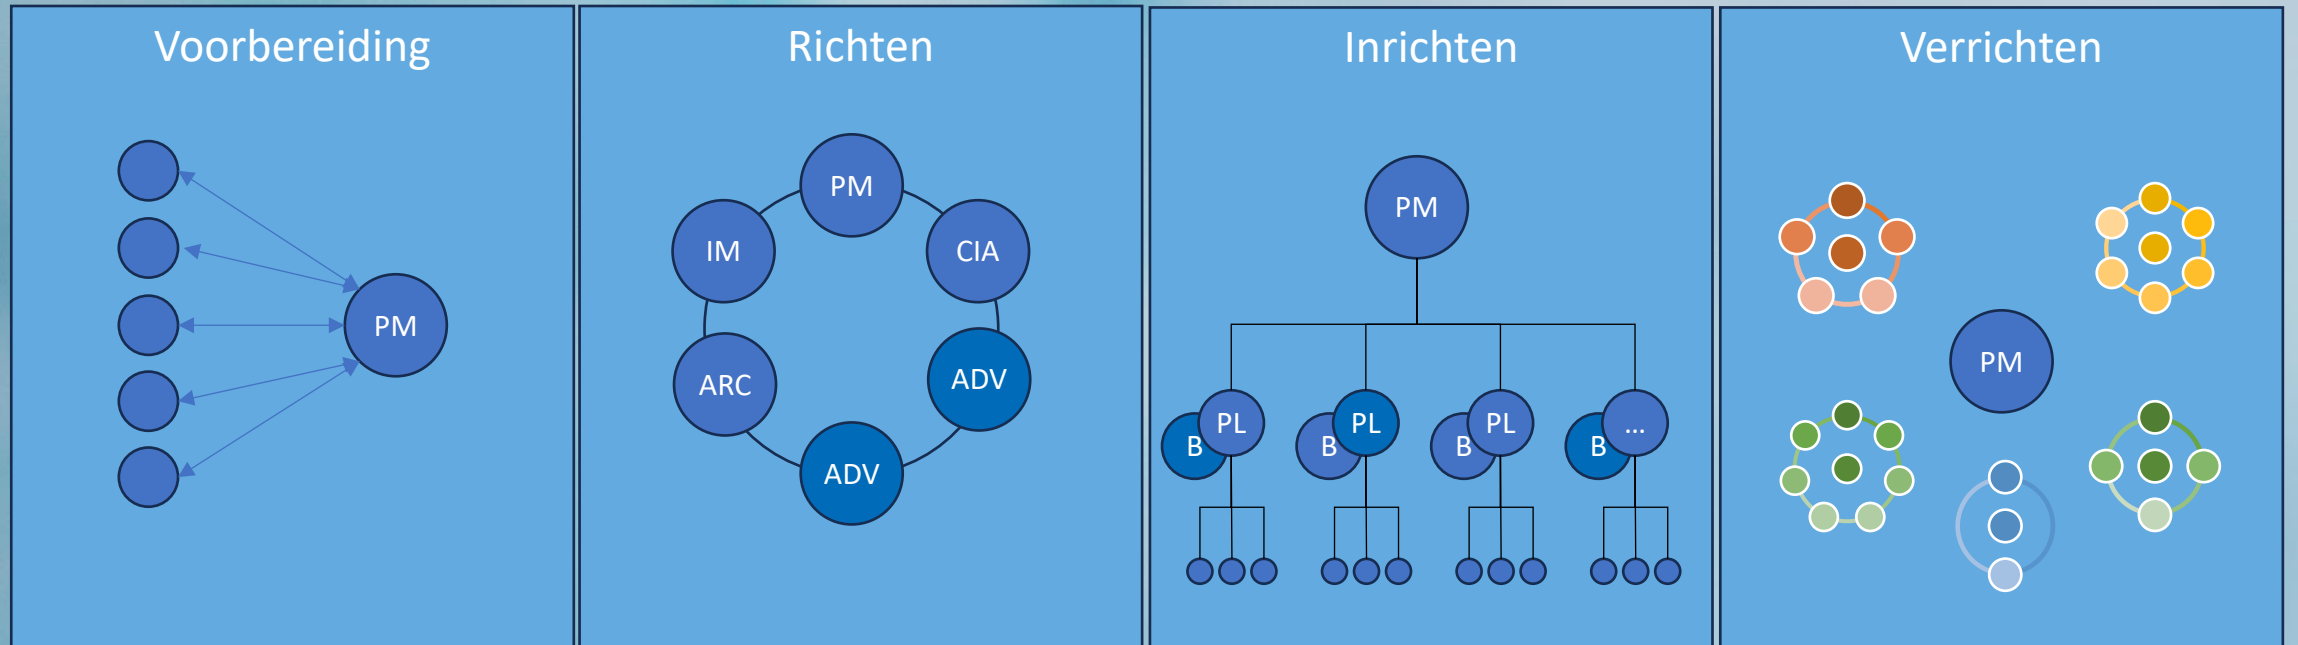 Voorbereiding
PM
Richten
PM
IM
CIA
ARC
ADV
ADV
Inrichten
PM
B PL
B PL
B PL
B ...
Verrichten
PM